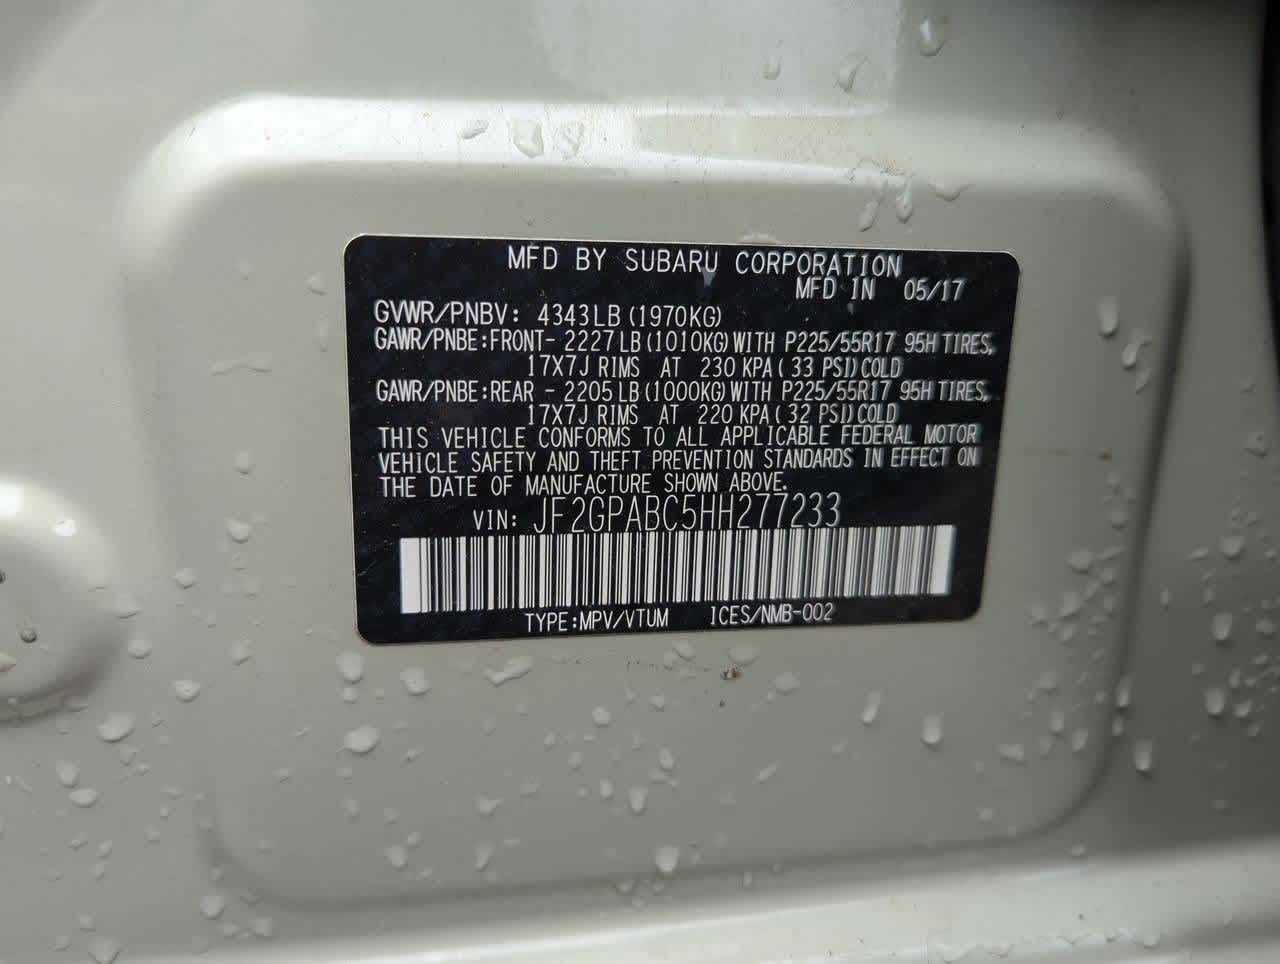 MFD BY SUBARU CORPORATION
MFD IN 05/17
GVWR/PNBV: 4343LB (1970KG)
GAWR/PNBE:FRONT- 2227LB (1010KG) WITH P225/55R17 95H TIRES,
17X7J RIMS AT 230 KPA ( 33 PSI) COLD
GAWR/PNBE:REAR - 2205LB (1000KG) WITH P225/55R17 95H TIRES,
17X7J RIMS AT 220 KPA ( 32 PSI) COLD
THIS VEHICLE CONFORMS TO ALL APPLICABLE FEDERAL MOTOR
VEHICLE SAFETY AND THEFT PREVENTION STANDARDS IN EFFECT ON
THE DATE OF MANUFACTURE SHOWN ABOVE.
VIN: JF2GPABC5HH277233
TYPE:MPV/VTUM ICES/NMB-002